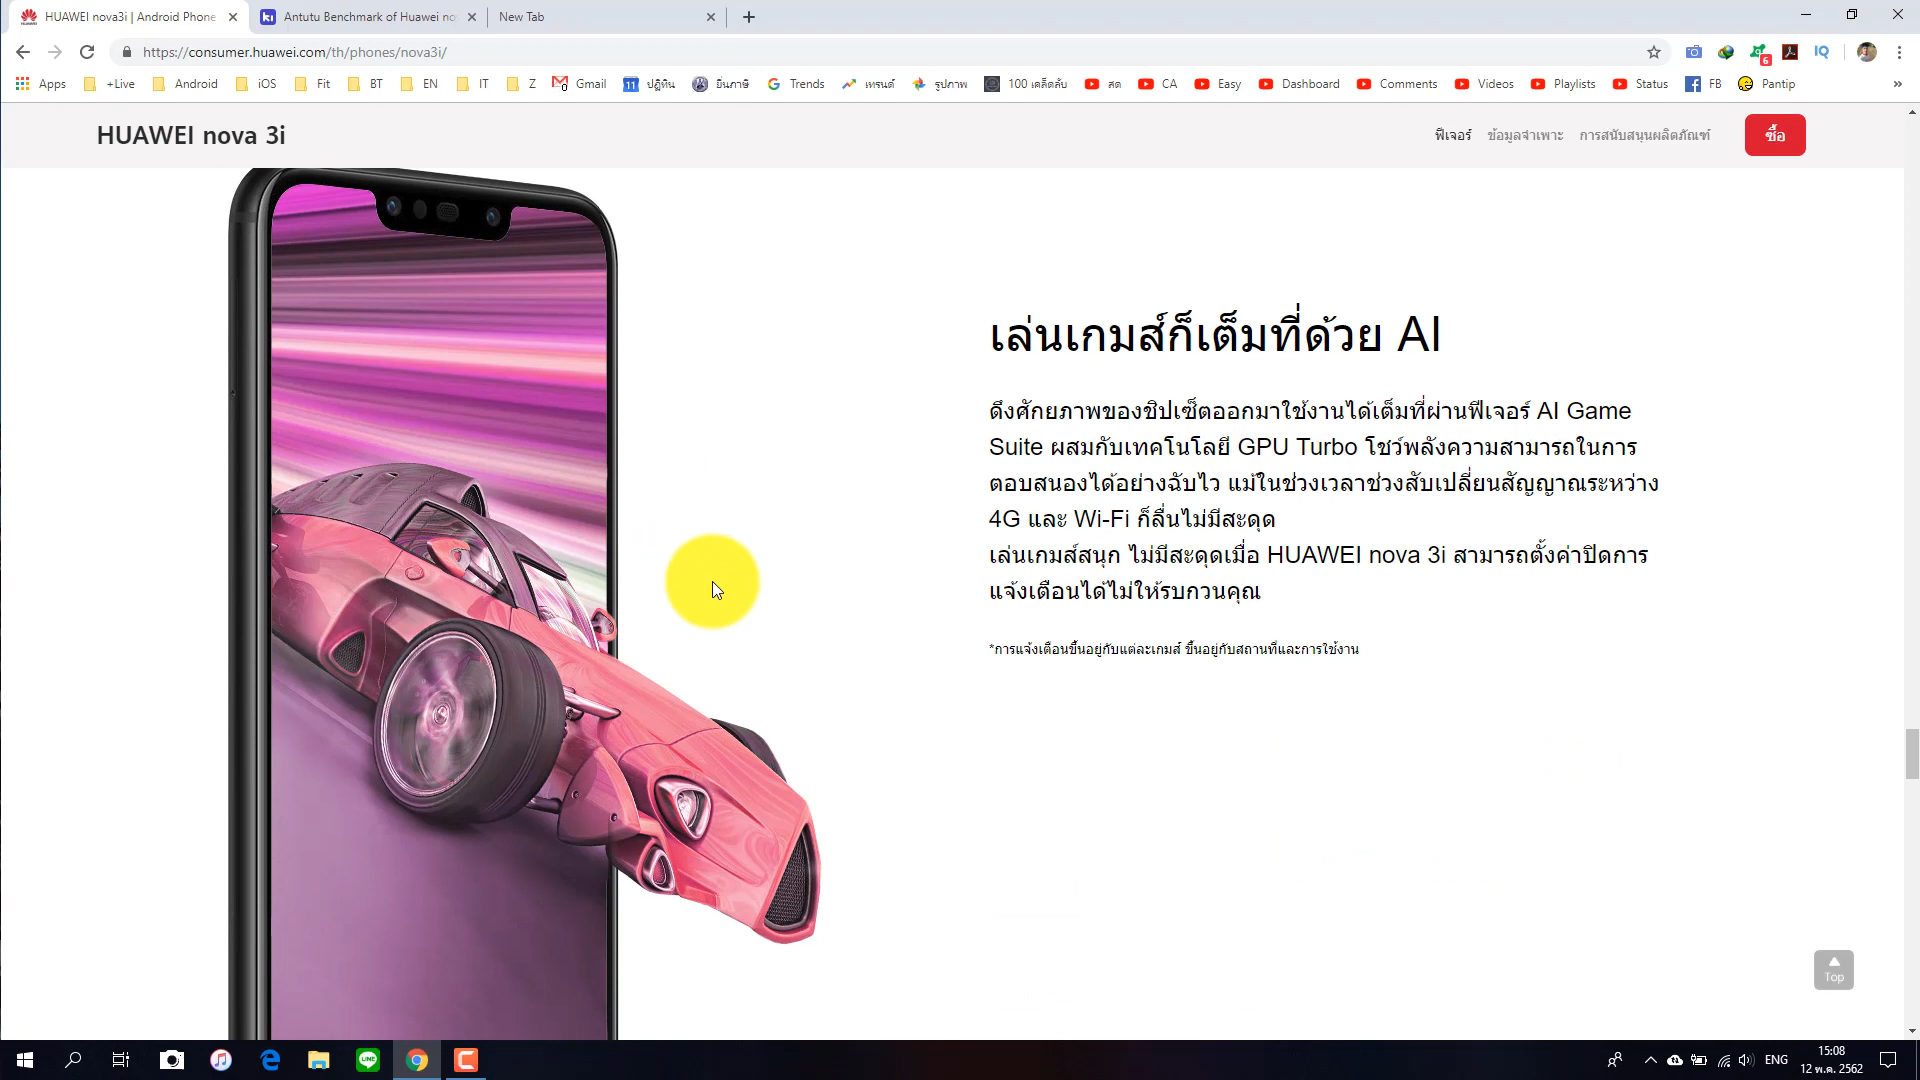 HUAWEI nova3i | Android Phone
Antutu Benchmark of Huawei no
New Tab
https://consumer.huawei.com/th/phones/nova3i/
Apps +Live Android iOS Fit BT EN IT Z Gmail ปฏิทิน ยื่นภาษี Trends เทรนด์ รูปภาพ 100 เคล็ดลับ สด CA Easy Dashboard Comments Videos Playlists Status FB Pantip »
HUAWEI nova 3i
ฟีเจอร์ ข้อมูลจำเพาะ การสนับสนุนผลิตภัณฑ์ ซื้อ
เล่นเกมส์ก็เต็มที่ด้วย AI
ดึงศักยภาพของชิปเซ็ตออกมาใช้งานได้เต็มที่ผ่านฟีเจอร์ AI Game
Suite ผสมกับเทคโนโลยี GPU Turbo โชว์พลังความสามารถในการ
ตอบสนองได้อย่างฉับไว แม้ในช่วงเวลาช่วงสับเปลี่ยนสัญญาณระหว่าง
4G และ Wi-Fi ก็ลื่นไม่มีสะดุด
เล่นเกมส์สนุก ไม่มีสะดุดเมื่อ HUAWEI nova 3i สามารถตั้งค่าปิดการ
แจ้งเตือนได้ไม่ให้รบกวนคุณ
*การแจ้งเตือนขึ้นอยู่กับแต่ละเกมส์ ขึ้นอยู่กับสถานที่และการใช้งาน
Top
ENG
15:08
12 พ.ค. 2562